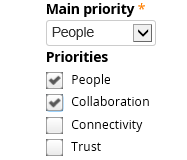 Main priority *
People
Priorities
People
Collaboration
Connectivity
Trust